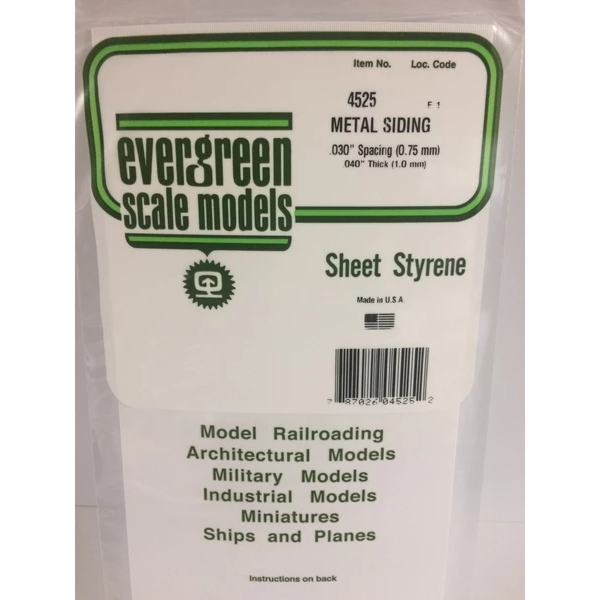 Item No. Loc. Code
4525 F 1
METAL SIDING
.030" Spacing (0.75 mm)
.040" Thick (1.0 mm)
evergreen
scale models
Sheet Styrene
Made in U.S.A.
7 87026 04525 2
Model Railroading
Architectural Models
Military Models
Industrial Models
Miniatures
Ships and Planes
Instructions on back